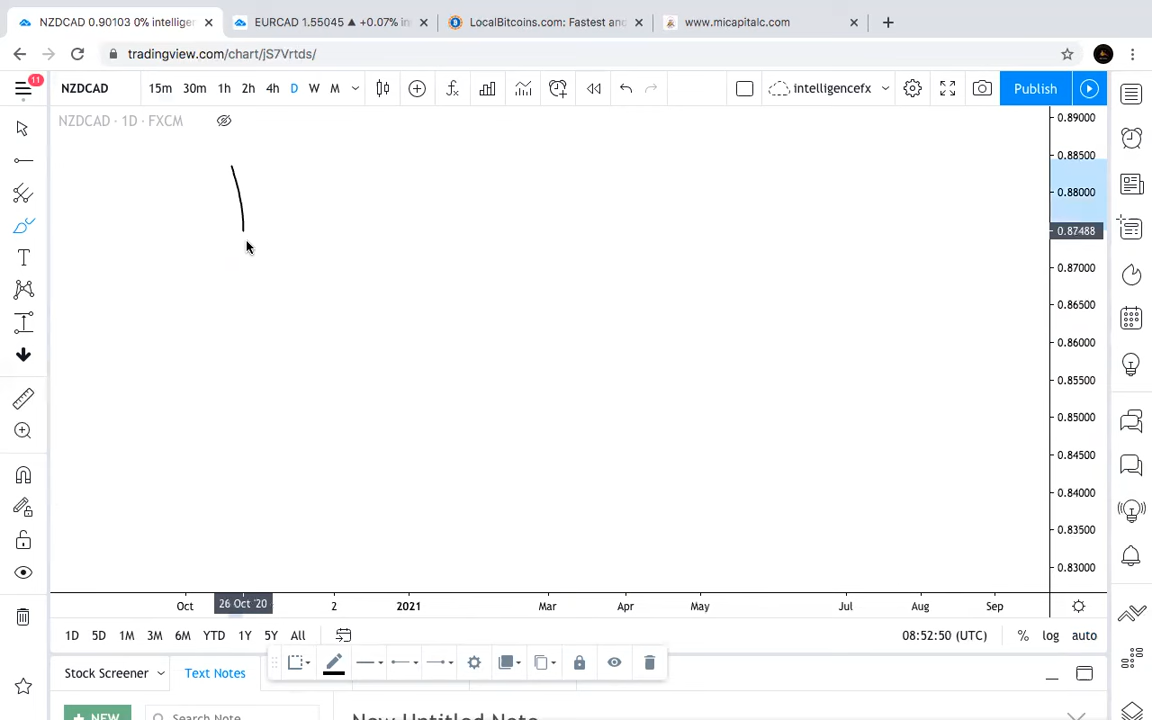 NZDCAD 0.90103 0% intelligen
EURCAD 1.55045 ▲ +0.07% in
LocalBitcoins.com: Fastest and
www.micapitalc.com
tradingview.com/chart/jS7Vrtds/
11
NZDCAD
15m
30m
1h
2h
4h
D
W
M
intelligencefx
Publish
NZDCAD · 1D · FXCM
0.89000
0.88500
0.88000
0.87488
0.87000
0.86500
0.86000
0.85500
0.85000
0.84500
0.84000
0.83500
0.83000
Oct
26 Oct '20
2
2021
Mar
Apr
May
Jul
Aug
Sep
1D
5D
1M
3M
6M
YTD
1Y
5Y
All
08:52:50 (UTC)
%
log
auto
Stock Screener
Text Notes
+ NEW
Search Note
New Untitled Note